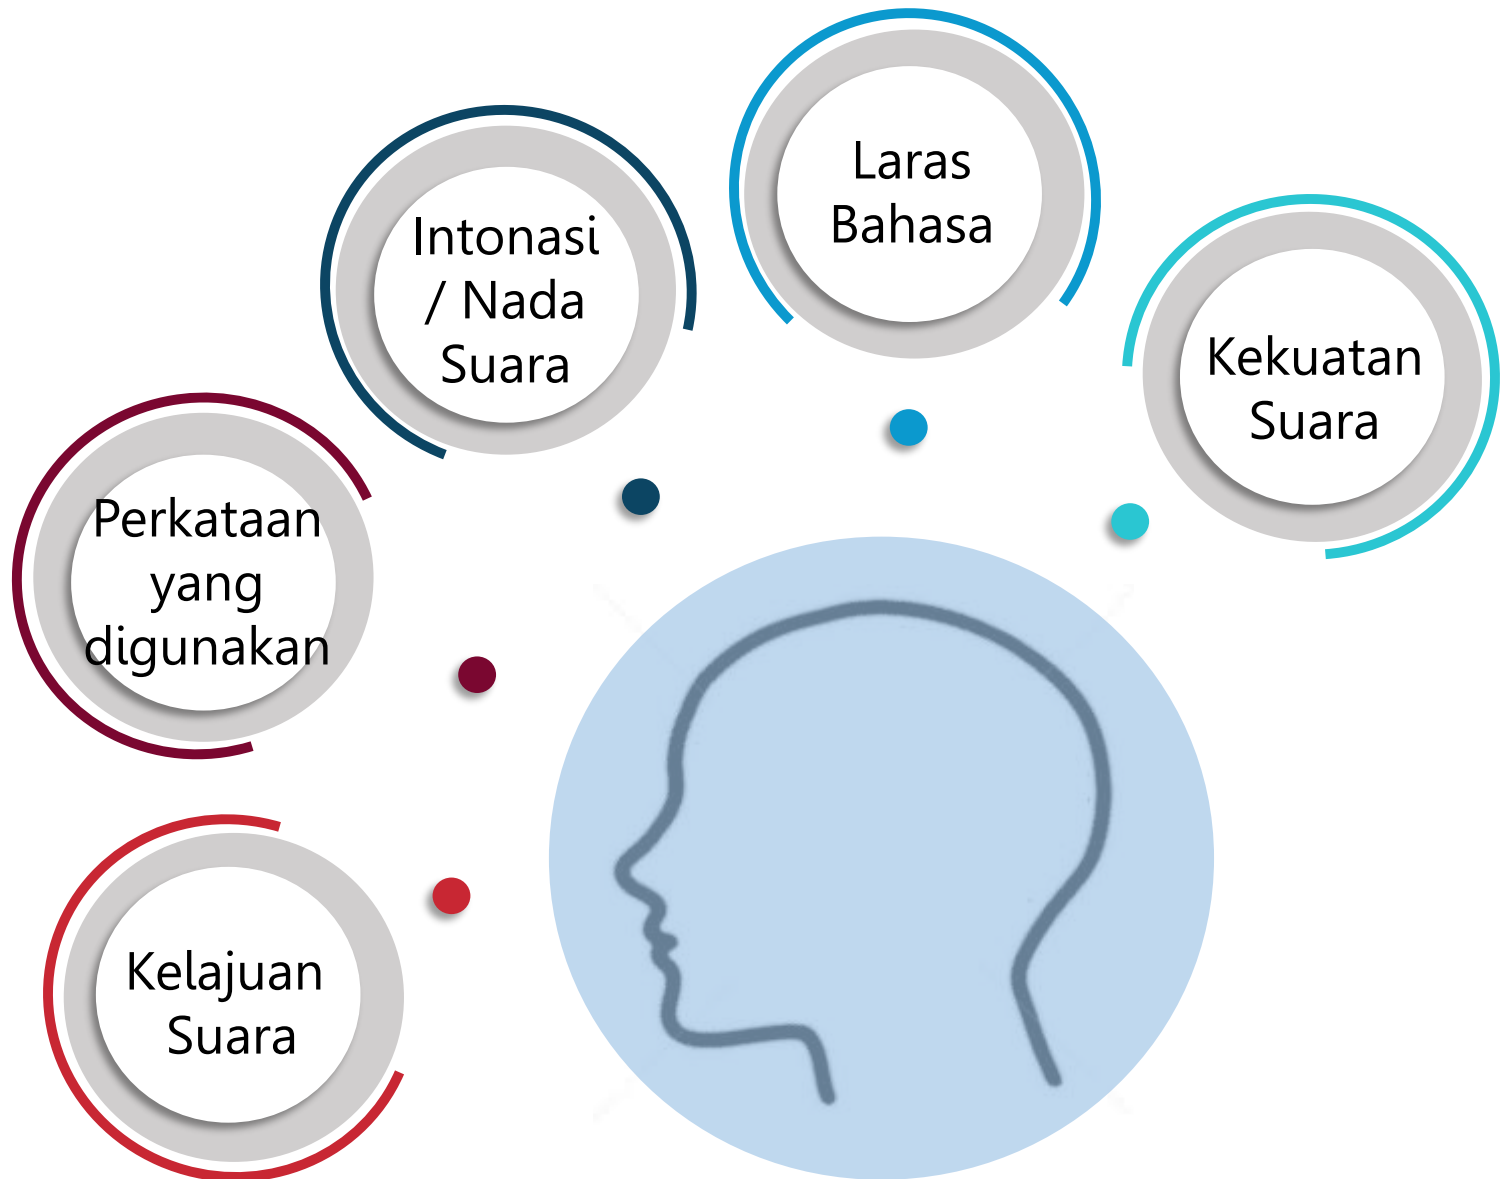 Laras
Bahasa
Intonasi
/ Nada
Suara
Kekuatan
Suara
Perkataan
yang
digunakan
Kelajuan
Suara